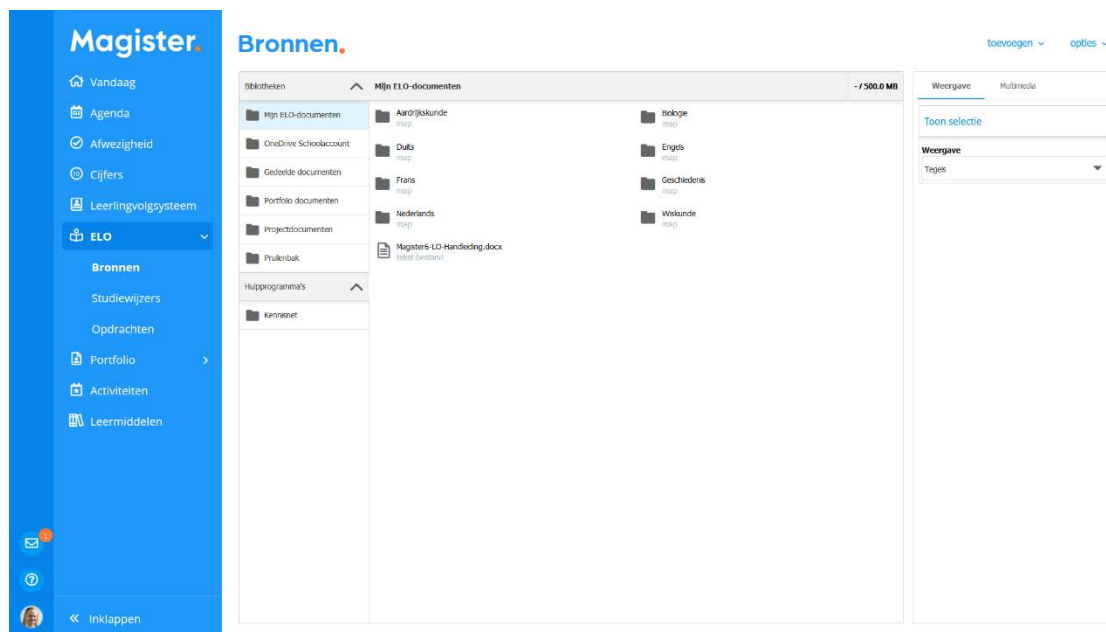 Magister.
Vandaag
Agenda
Afwezigheid
Cijfers
Leerlingvolgsysteem
ELO
Bronnen
Studiewijzers
Opdrachten
Portfolio
Activiteiten
Leermiddelen
1
Inklappen
Bronnen.
toevoegen
opties
Bibliotheken
Mijn ELO-documenten
OneDrive Schoolaccount
Gedeelde documenten
Portfolio documenten
Projectdocumenten
Prullenbak
Hulpprogramma's
Kennisnet
Mijn ELO-documenten
- / 500.0 MB
Aardrijkskunde
map
Biologie
map
Duits
map
Engels
map
Frans
map
Geschiedenis
map
Nederlands
map
Wiskunde
map
Magister6-LO-Handleiding.docx
tekst-bestand
Weergave
Multimedia
Toon selectie
Weergave
Tegels